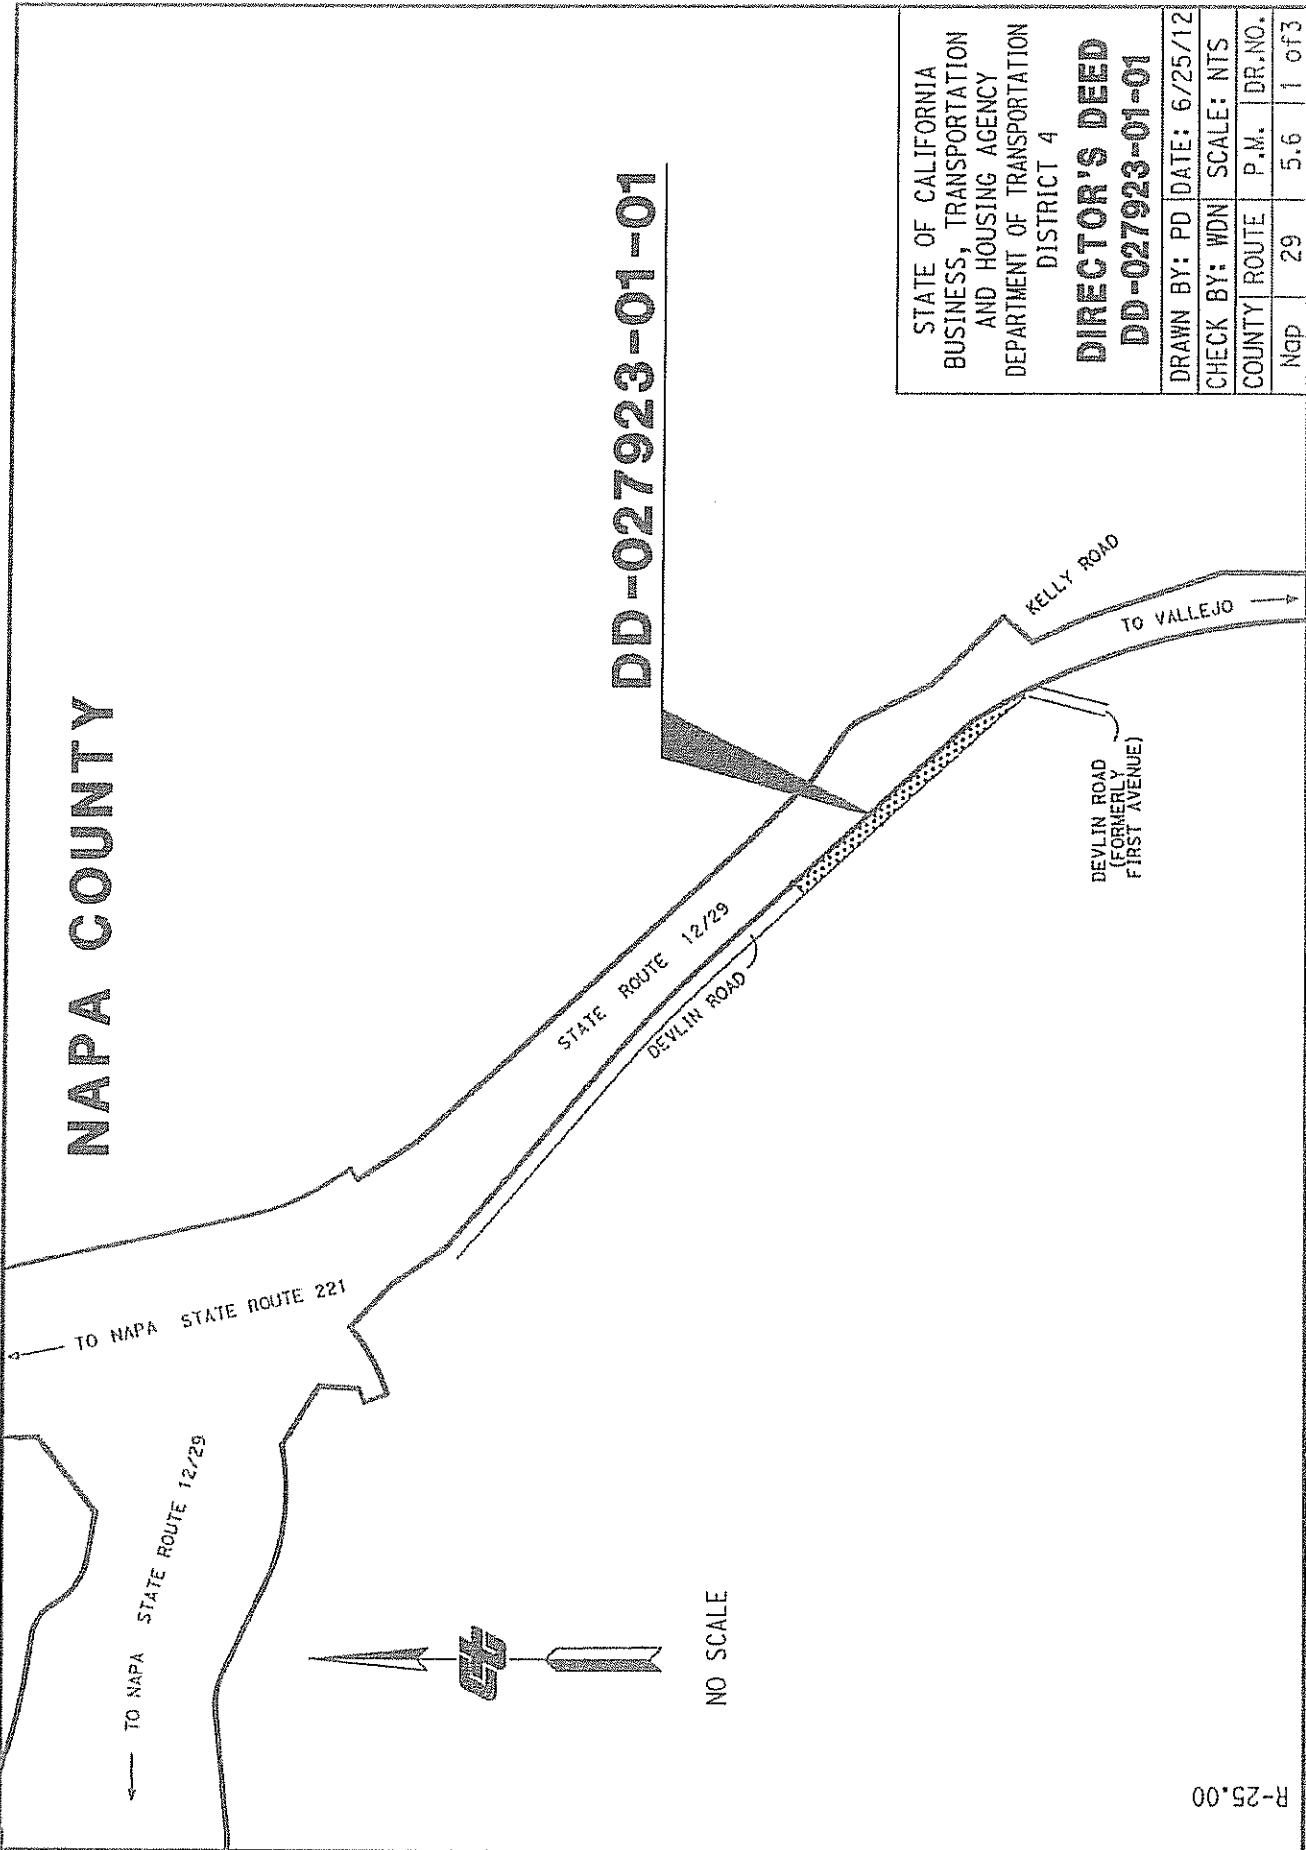 NAPA COUNTY
TO NAPA STATE ROUTE 221
TO NAPA STATE ROUTE 12/29
STATE ROUTE 12/29
DEVLIN ROAD
DD-027923-01-01
KELLY ROAD
TO VALLEJO
DEVLIN ROAD
(FORMERLY
FIRST AVENUE)
NO SCALE
R-25.00
STATE OF CALIFORNIA
BUSINESS, TRANSPORTATION
AND HOUSING AGENCY
DEPARTMENT OF TRANSPORTATION
DISTRICT 4
DIRECTOR'S DEED
DD-027923-01-01
DRAWN BY: PD DATE: 6/25/12
CHECK BY: WDN SCALE: NTS
COUNTY ROUTE P.M. DR.NO.
Nap 29 5.6 1 of3